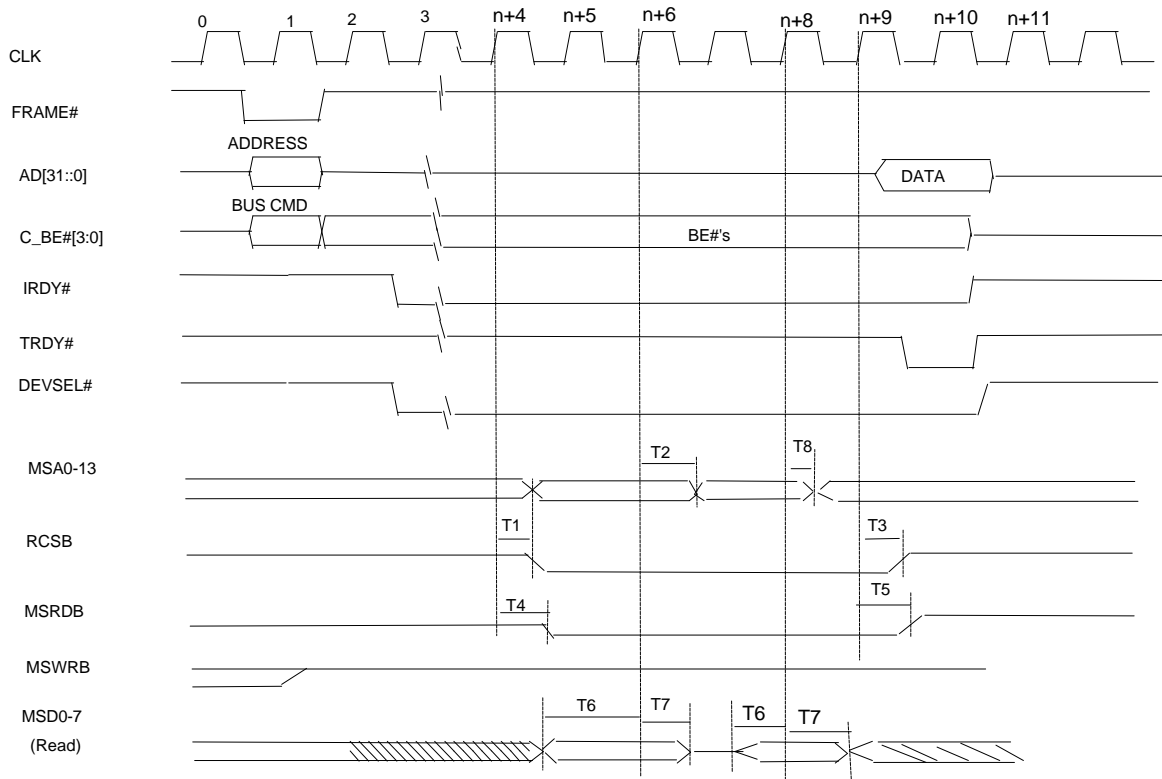 0 1 2 3 n+4 n+5 n+6 n+8 n+9 n+10 n+11
CLK
FRAME#
ADDRESS
AD[31::0]
DATA
BUS CMD
C_BE#[3:0]
BE#'s
IRDY#
TRDY#
DEVSEL#
T2 T8
MSA0-13
T1 T3
RCSB
T4 T5
MSRDB
MSWRB
MSD0-7
T6 T7 T6 T7
(Read)